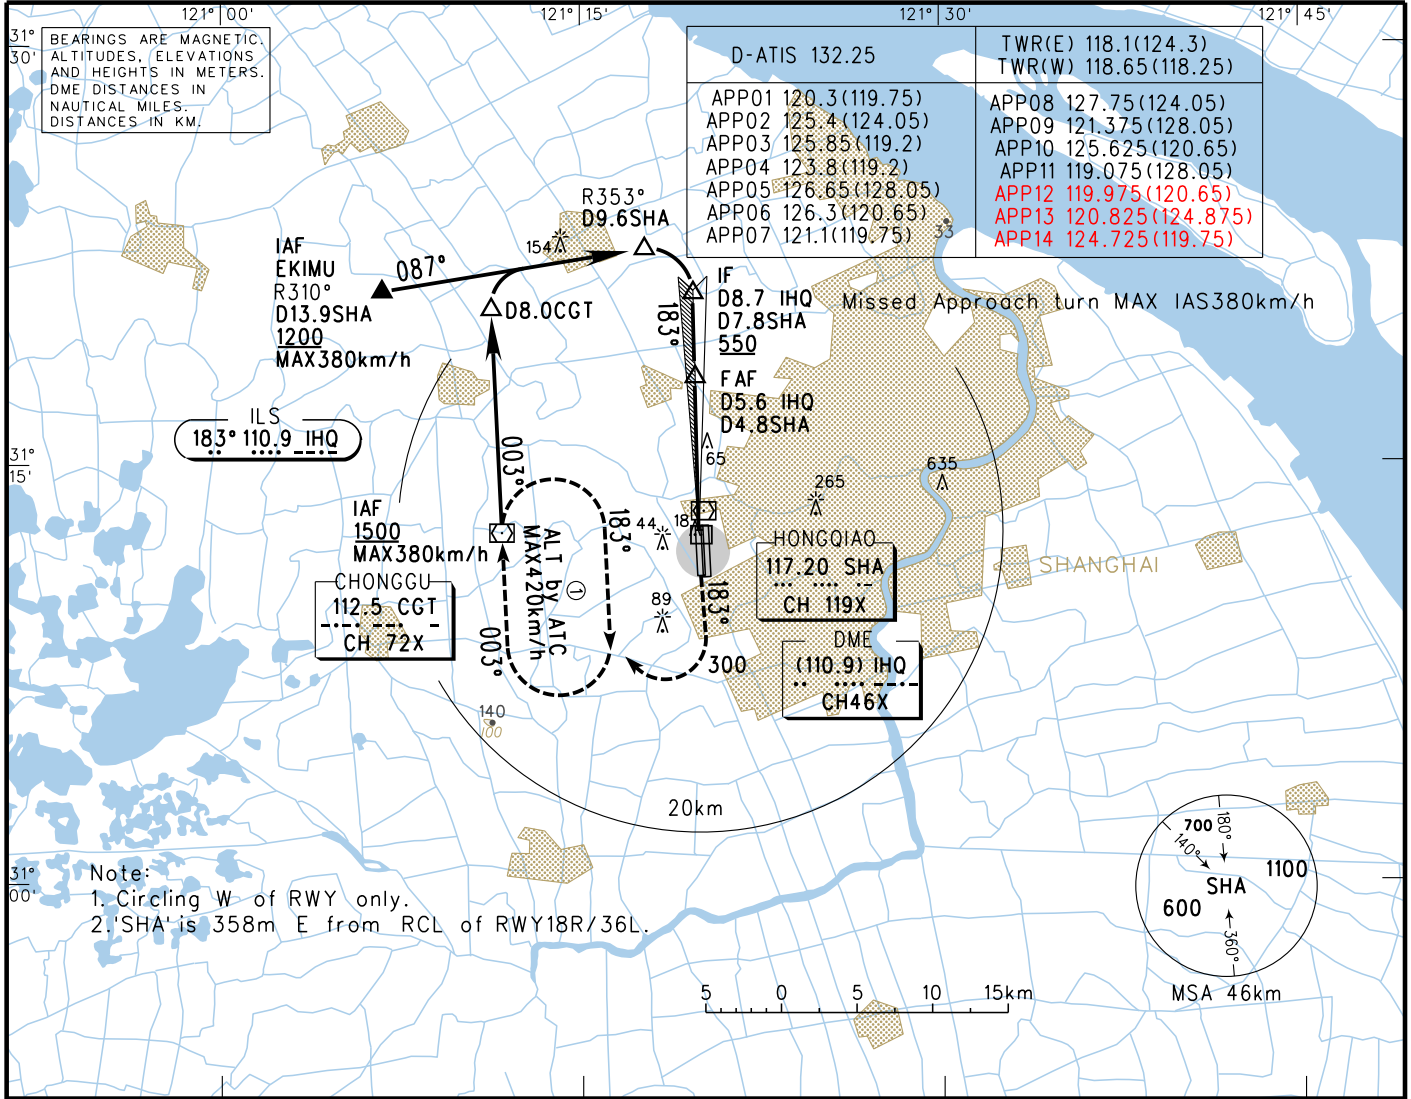 121° 00'
121° 15'
121° 30'
121° 45'
31°
30'
BEARINGS ARE MAGNETIC.
ALTITUDES, ELEVATIONS
AND HEIGHTS IN METERS.
DME DISTANCES IN
NAUTICAL MILES.
DISTANCES IN KM.
D-ATIS 132.25
TWR(E) 118.1(124.3)
TWR(W) 118.65(118.25)
APP01 120.3(119.75)
APP02 125.4(124.05)
APP03 125.85(119.2)
APP04 123.8(119.2)
APP05 126.65(128.05)
APP06 126.3(120.65)
APP07 121.1(119.75)
APP08 127.75(124.05)
APP09 121.375(128.05)
APP10 125.625(120.65)
APP11 119.075(128.05)
APP12 119.975(120.65)
APP13 120.825(124.875)
APP14 124.725(119.75)
33
R353°
D9.6SHA
154
IAF
EKIMU
R310°
D13.9SHA
1200
MAX380km/h
087°
D8.0CGT
183°
IF
D8.7 IHQ
D7.8SHA
550
Missed Approach turn MAX IAS380km/h
FAF
D5.6 IHQ
D4.8SHA
65
ILS
183° 110.9 IHQ
31°
15'
003°
635
265
IAF
1500
MAX380km/h
183°
ALT by ATC
MAX420km/h
①
44
18
HONGQIAO
117.20 SHA
CH 119X
SHANGHAI
CHONGGU
112.5 CGT
CH 72X
89
183°
003°
300
DME
(110.9) IHQ
CH46X
140
100
20km
31°
00'
Note:
1. Circling W of RWY only.
2.'SHA' is 358m E from RCL of RWY18R/36L.
700
180°
140°
1100
SHA
600
360°
MSA 46km
5 0 5 10 15km